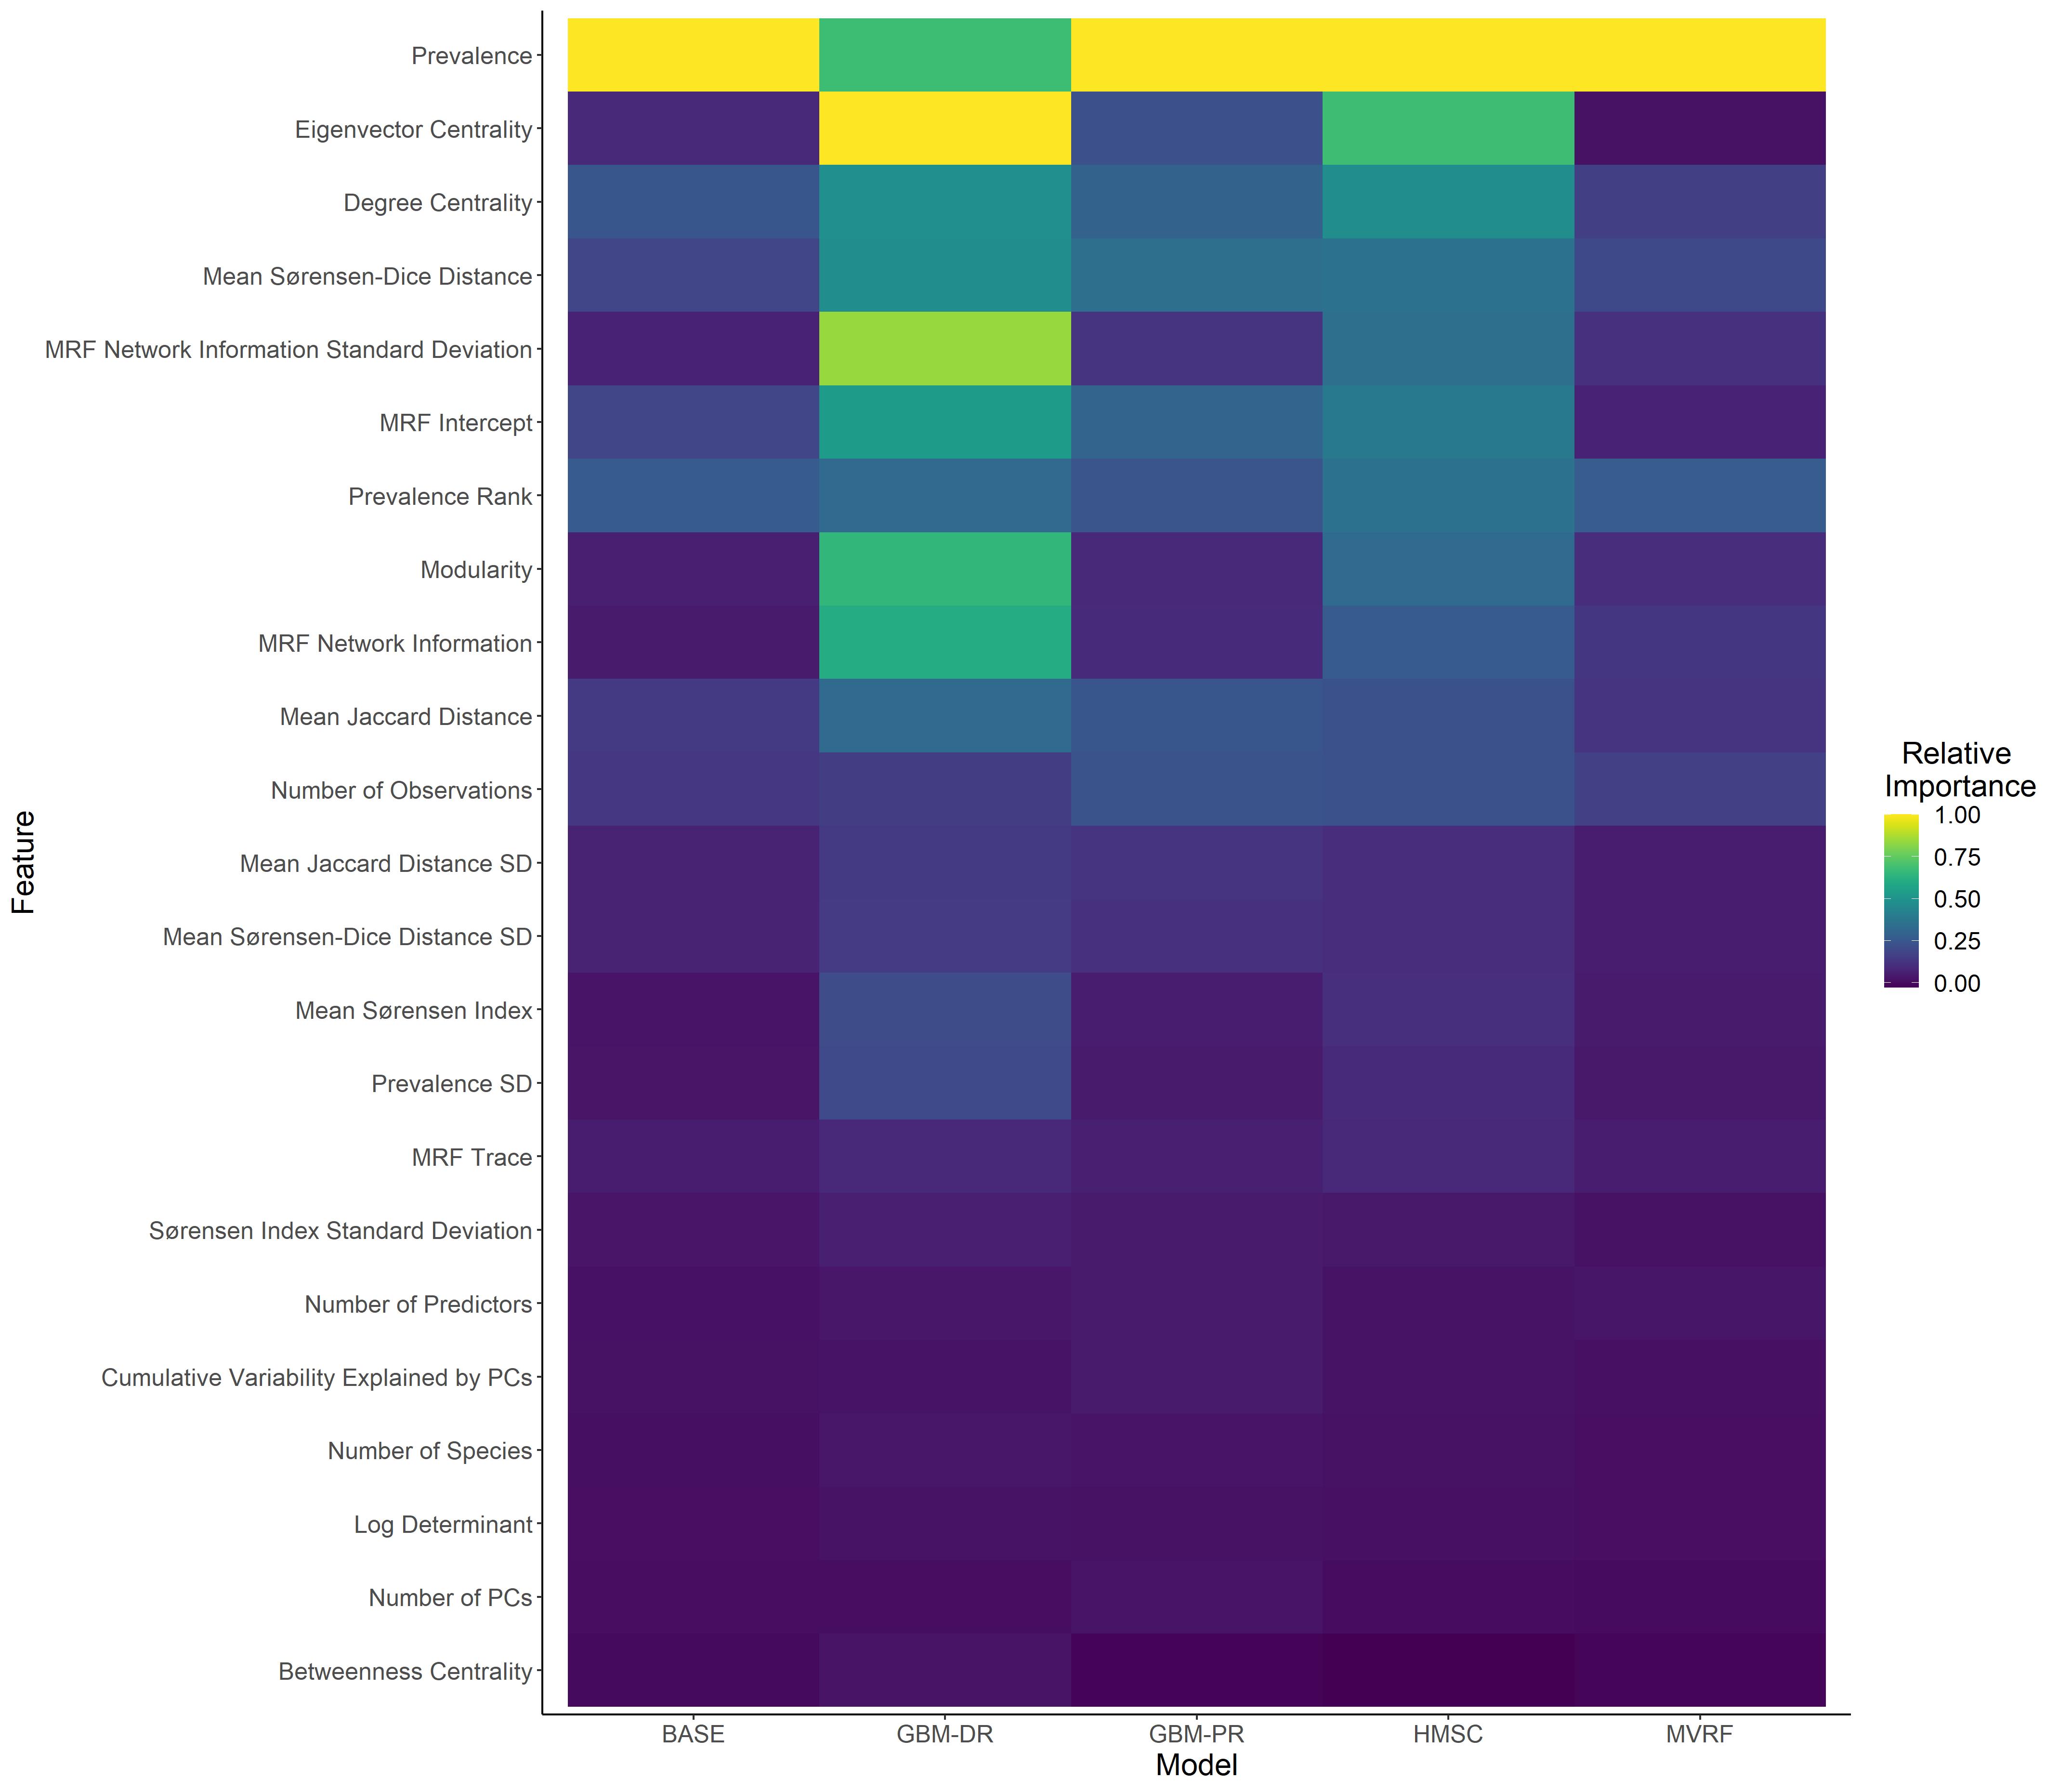 Prevalence
Eigenvector Centrality
Degree Centrality
Mean Sørensen-Dice Distance
MRF Network Information Standard Deviation
MRF Intercept
Prevalence Rank
Modularity
MRF Network Information
Mean Jaccard Distance
Number of Observations
Mean Jaccard Distance SD
Mean Sørensen-Dice Distance SD
Mean Sørensen Index
Prevalence SD
MRF Trace
Sørensen Index Standard Deviation
Number of Predictors
Cumulative Variability Explained by PCs
Number of Species
Log Determinant
Number of PCs
Betweenness Centrality
Feature
BASE
GBM-DR
GBM-PR
HMSC
MVRF
Model
Relative
Importance
1.00
0.75
0.50
0.25
0.00